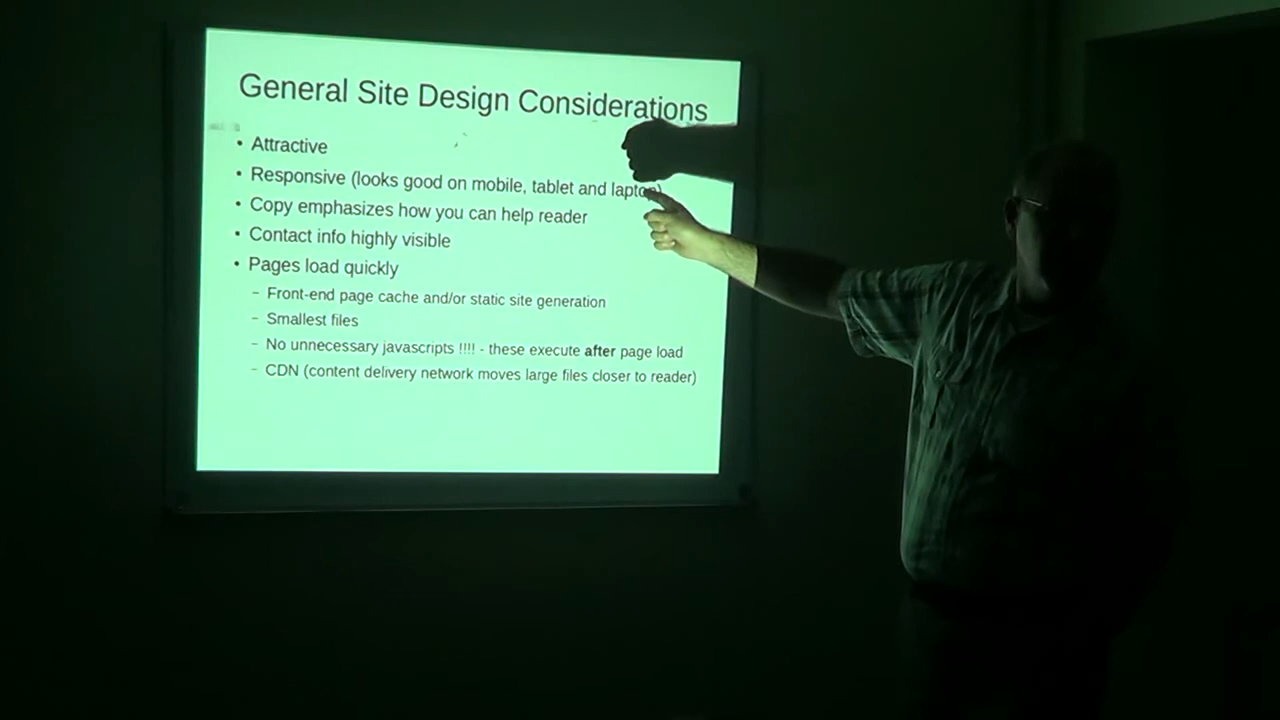 General Site Design Considerations
• Attractive
• Responsive (looks good on mobile, tablet and laptop)
• Copy emphasizes how you can help reader
• Contact info highly visible
• Pages load quickly
– Front-end page cache and/or static site generation
– Smallest files
– No unnecessary javascripts !!!! - these execute after page load
– CDN (content delivery network moves large files closer to reader)